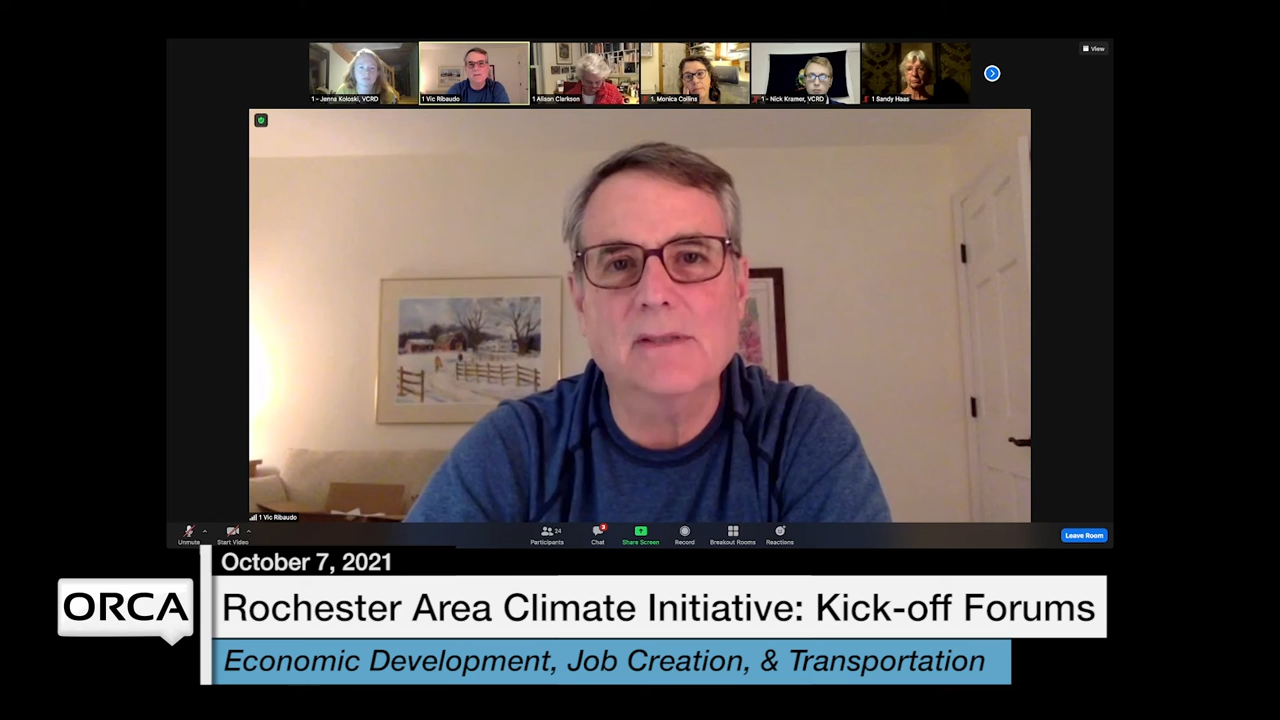 View
1 - Jenna Koloski, VCRD
1 Vic Ribaudo
1 Alison Clarkson
1. Monica Collins
1 - Nick Kramer, VCRD
1 Sandy Haas
1 Vic Ribaudo
Unmute
Start Video
Participants
24
Chat
3
Share Screen
Record
Breakout Rooms
Reactions
Leave Room
October 7, 2021
ORCA
Rochester Area Climate Initiative: Kick-off Forums
Economic Development, Job Creation, & Transportation